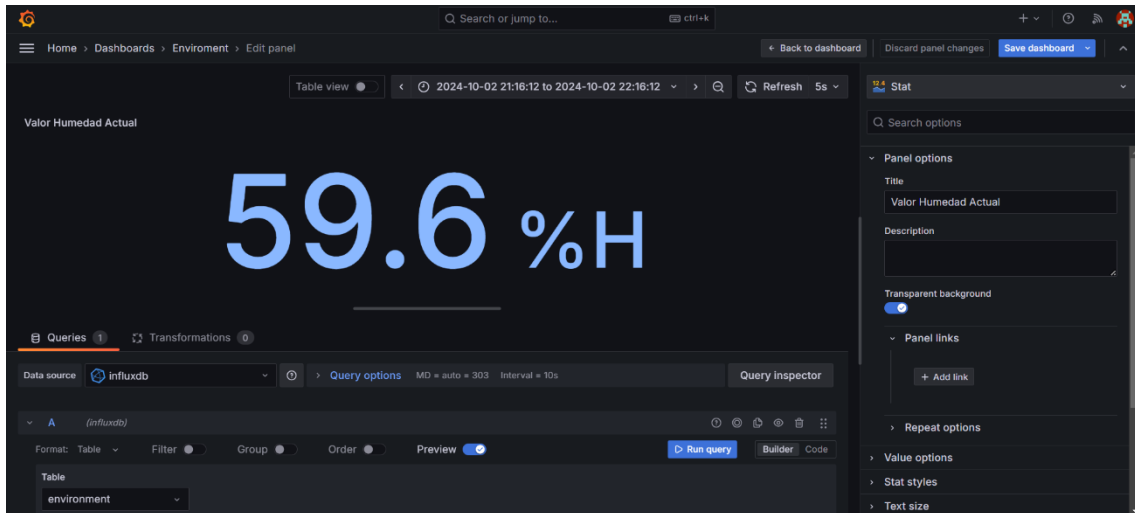 Search or jump to... ctrl+k
Home > Dashboards > Enviroment > Edit panel
← Back to dashboard Discard panel changes Save dashboard
Table view 2024-10-02 21:16:12 to 2024-10-02 22:16:12 Refresh 5s
Valor Humedad Actual
59.6 %H
Queries 1 Transformations 0
Data source influxdb Query options MD = auto = 303 Interval = 10s Query inspector
A (influxdb)
Format: Table Filter Group Order Preview Run query Builder Code
Table
environment
12.4 Stat
Search options
Panel options
Title
Valor Humedad Actual
Description
Transparent background
Panel links
+ Add link
Repeat options
Value options
Stat styles
Text size